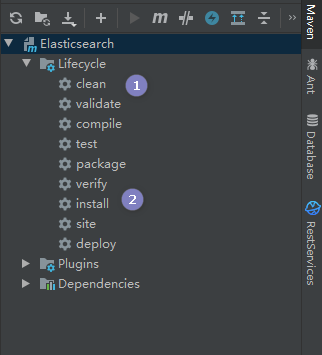 m
Elasticsearch
Lifecycle
clean 1
validate
compile
test
package
verify
install 2
site
deploy
Plugins
Dependencies
Maven
Ant
Database
RestServices